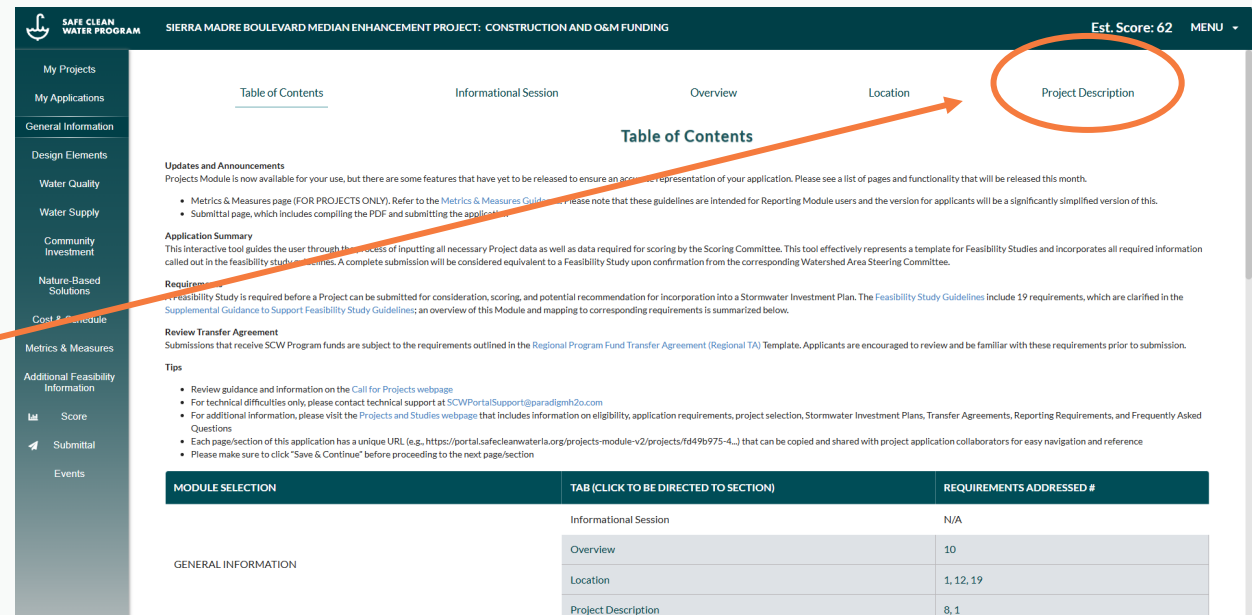 SAFE CLEAN
WATER PROGRAM
SIERRA MADRE BOULEVARD MEDIAN ENHANCEMENT PROJECT: CONSTRUCTION AND O&M FUNDING
Est. Score: 62
MENU
My Projects
My Applications
General Information
Design Elements
Water Quality
Water Supply
Community
Investment
Nature-Based
Solutions
Cost & Schedule
Metrics & Measures
Additional Feasibility
Information
Score
Submittal
Events
Table of Contents
Informational Session
Overview
Location
Project Description
Table of Contents
Updates and Announcements
Projects Module is now available for your use, but there are some features that have yet to be released to ensure an accurate representation of your application. Please see a list of pages and functionality that will be released this month.
• Metrics & Measures page (FOR PROJECTS ONLY). Refer to the Metrics & Measures Guidance. Please note that these guidelines are intended for Reporting Module users and the version for applicants will be a significantly simplified version of this.
• Submittal page, which includes compiling the PDF and submitting the application
Application Summary
This interactive tool guides the user through the process of inputting all necessary Project data as well as data required for scoring by the Scoring Committee. This tool effectively represents a template for Feasibility Studies and incorporates all required information
called out in the feasibility study guidelines. A complete submission will be considered equivalent to a Feasibility Study upon confirmation from the corresponding Watershed Area Steering Committee.
Requirements
A Feasibility Study is required before a Project can be submitted for consideration, scoring, and potential recommendation for incorporation into a Stormwater Investment Plan. The Feasibility Study Guidelines include 19 requirements, which are clarified in the
Supplemental Guidance to Support Feasibility Study Guidelines; an overview of this Module and mapping to corresponding requirements is summarized below.
Review Transfer Agreement
Submissions that receive SCW Program funds are subject to the requirements outlined in the Regional Program Fund Transfer Agreement (Regional TA) Template. Applicants are encouraged to review and be familiar with these requirements prior to submission.
Tips
• Review guidance and information on the Call for Projects webpage
• For technical difficulties only, please contact technical support at SCWPortalSupport@paradigmh2o.com
• For additional information, please visit the Projects and Studies webpage that includes information on eligibility, application requirements, project selection, Stormwater Investment Plans, Transfer Agreements, Reporting Requirements, and Frequently Asked
Questions
• Each page/section of this application has a unique URL (e.g., https://portal.safecleanwaterla.org/projects-module-v2/projects/fd49b975-4...) that can be copied and shared with project application collaborators for easy navigation and reference
• Please make sure to click "Save & Continue" before proceeding to the next page/section
MODULE SELECTION
TAB (CLICK TO BE DIRECTED TO SECTION)
REQUIREMENTS ADDRESSED #
GENERAL INFORMATION
Informational Session
N/A
Overview
10
Location
1, 12, 19
Project Description
8, 1